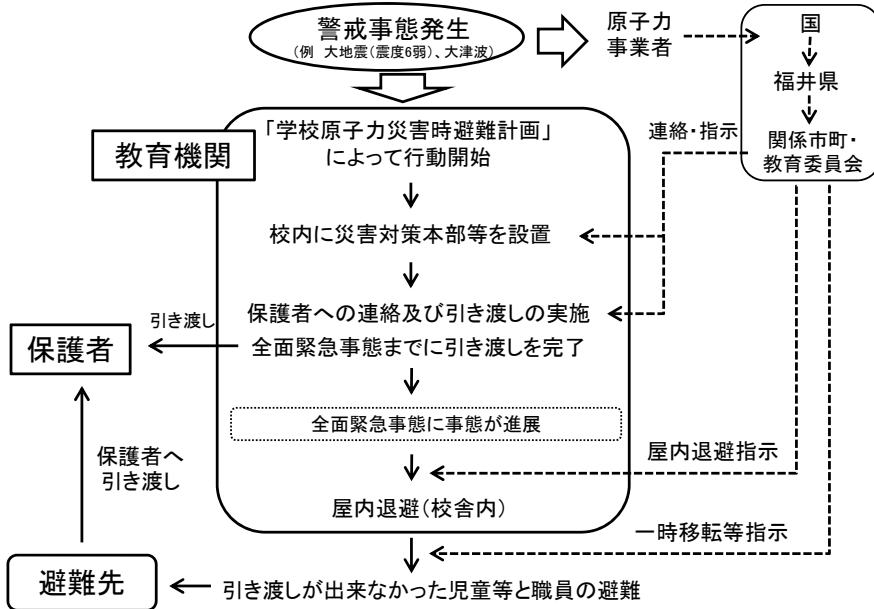 警戒事態発生
(例　大地震(震度6弱)、大津波)
原子力
事業者
国
福井県
関係市町・
教育委員会
連絡・指示
教育機関
「学校原子力災害時避難計画」
によって行動開始
校内に災害対策本部等を設置
保護者への連絡及び引き渡しの実施
全面緊急事態までに引き渡しを完了
引き渡し
保護者
全面緊急事態に事態が進展
屋内退避指示
保護者へ
引き渡し
屋内退避(校舎内)
一時移転等指示
避難先
引き渡しが出来なかった児童等と職員の避難